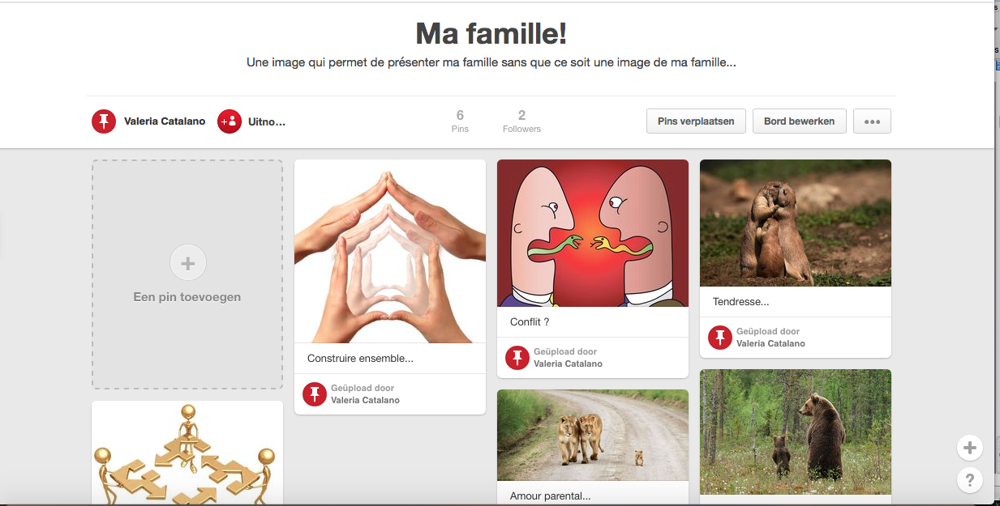 Ma famille!
Une image qui permet de présenter ma famille sans que ce soit une image de ma famille...
Valeria Catalano
Uitno...
6
Pins
2
Followers
Pins verplaatsen
Bord bewerken
Een pin toevoegen
Construire ensemble...
Geüpload door
Valeria Catalano
Conflit ?
Geüpload door
Valeria Catalano
Tendresse...
Geüpload door
Valeria Catalano
Amour parental...